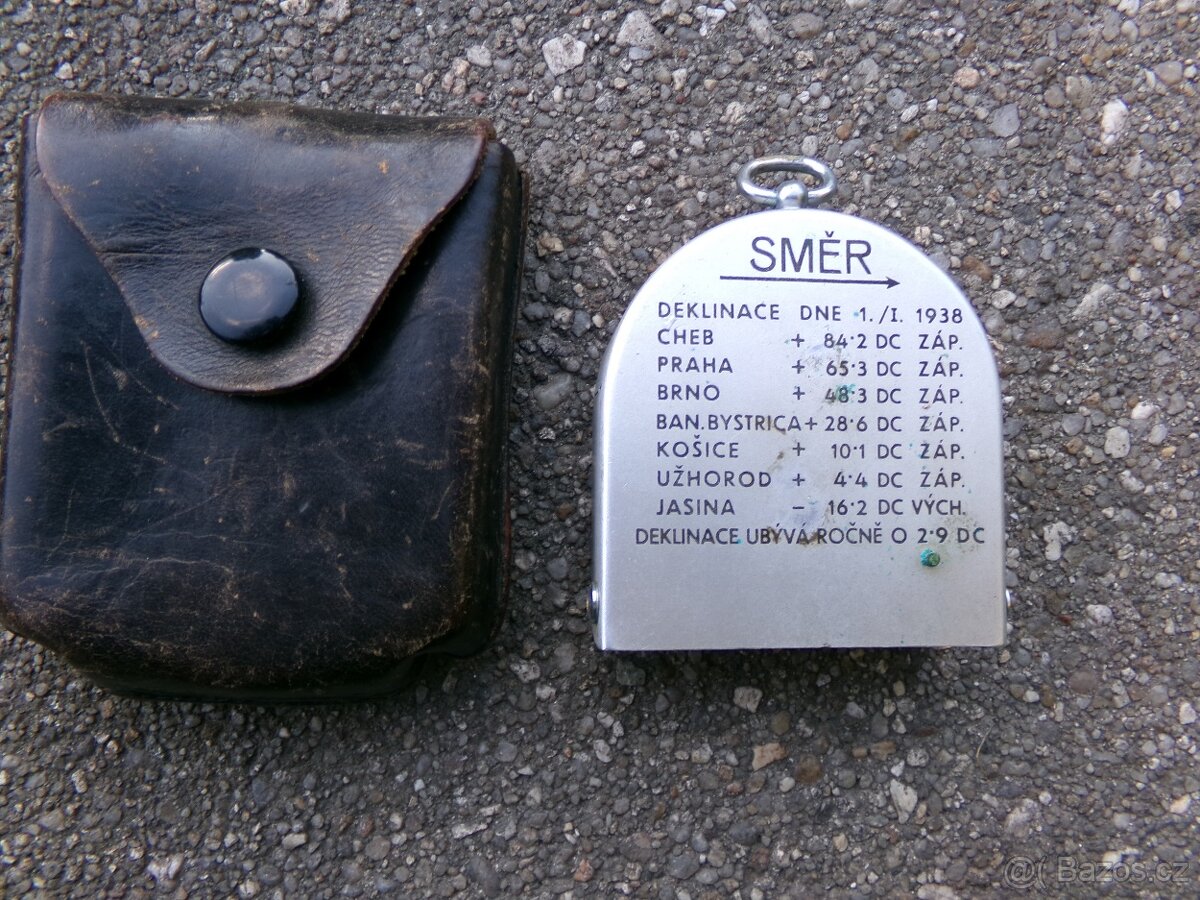 SMĚR
DEKLINACE DNE 1./I. 1938
CHEB + 84·2 DC ZÁP.
PRAHA + 65·3 DC ZÁP.
BRNO + 48·3 DC ZÁP.
BAN. BYSTRICA + 28·6 DC ZÁP.
KOŠICE + 10·1 DC ZÁP.
UŽHOROD + 4·4 DC ZÁP.
JASINA − 16·2 DC VÝCH.
DEKLINACE UBÝVÁ ROČNĚ O 2·9 DC
@( Bazos.cz